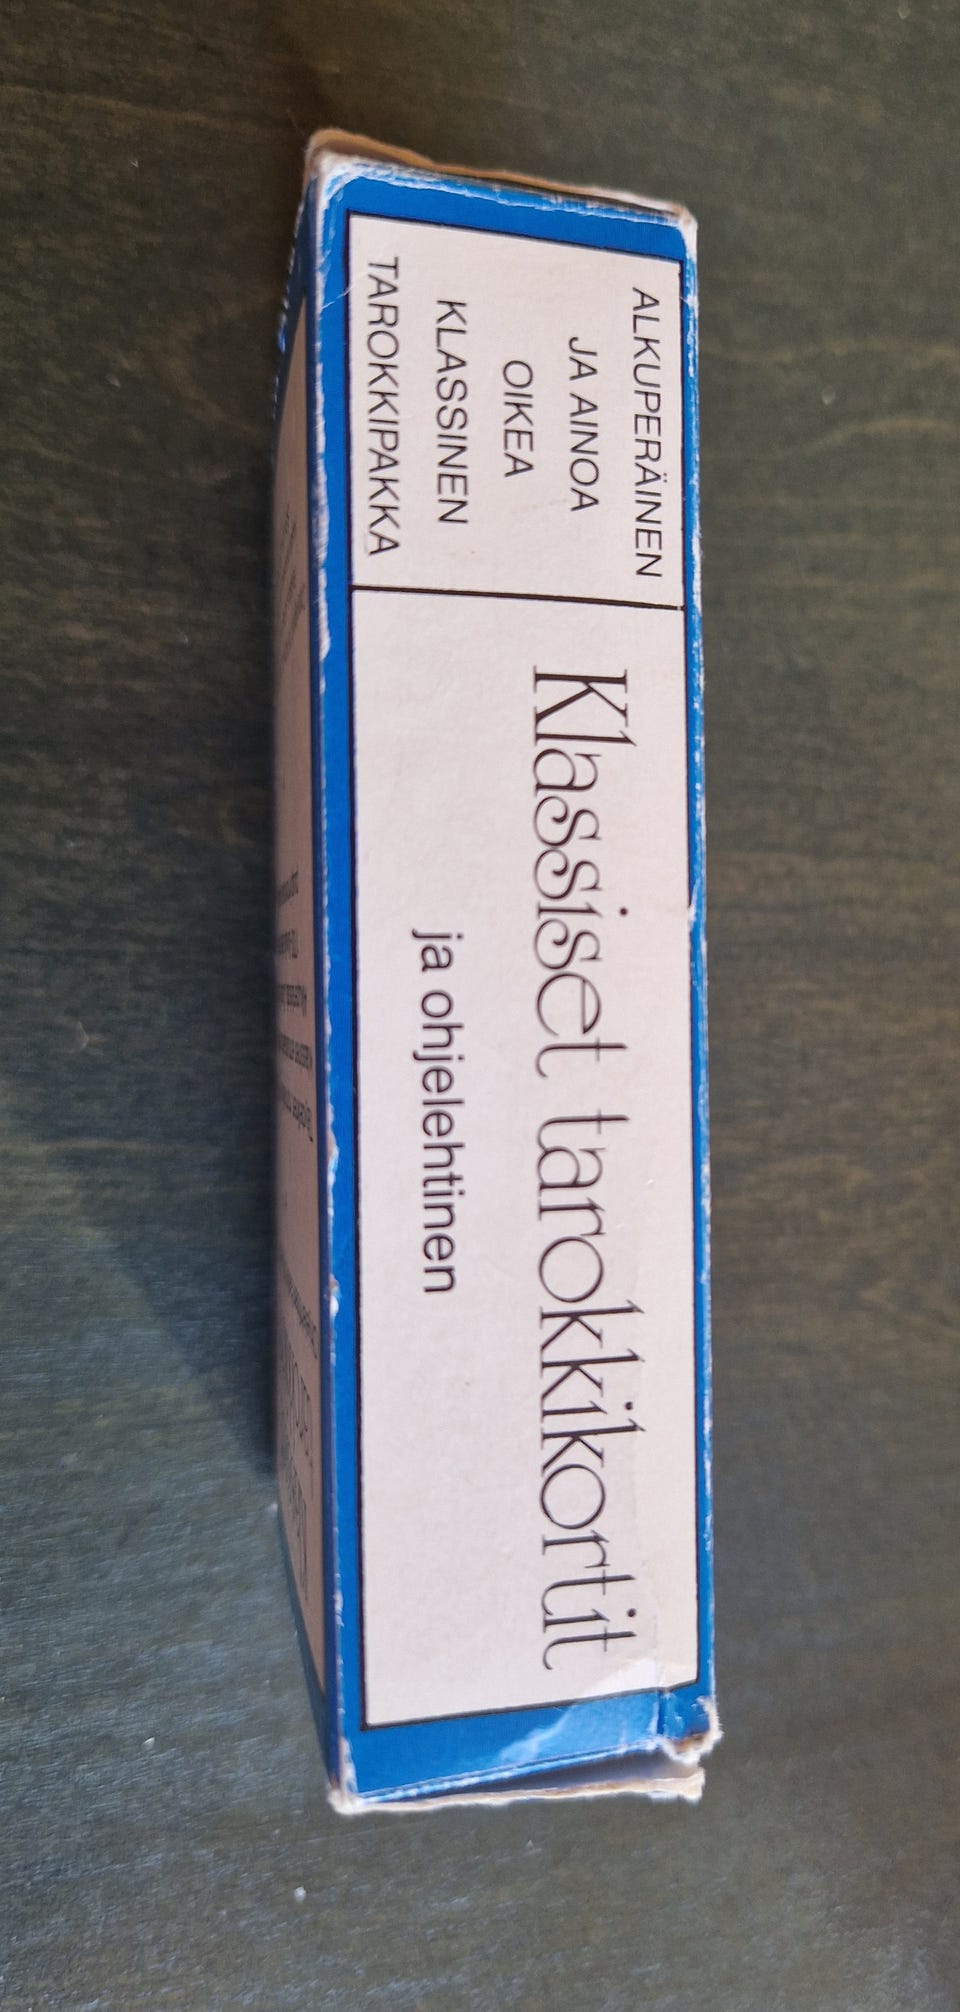 ALKUPERÄINEN
JA AINOA
OIKEA
KLASSINEN
TAROKKIPAKKA
Klassiset tarokkikortit
ja ohjelehtinen